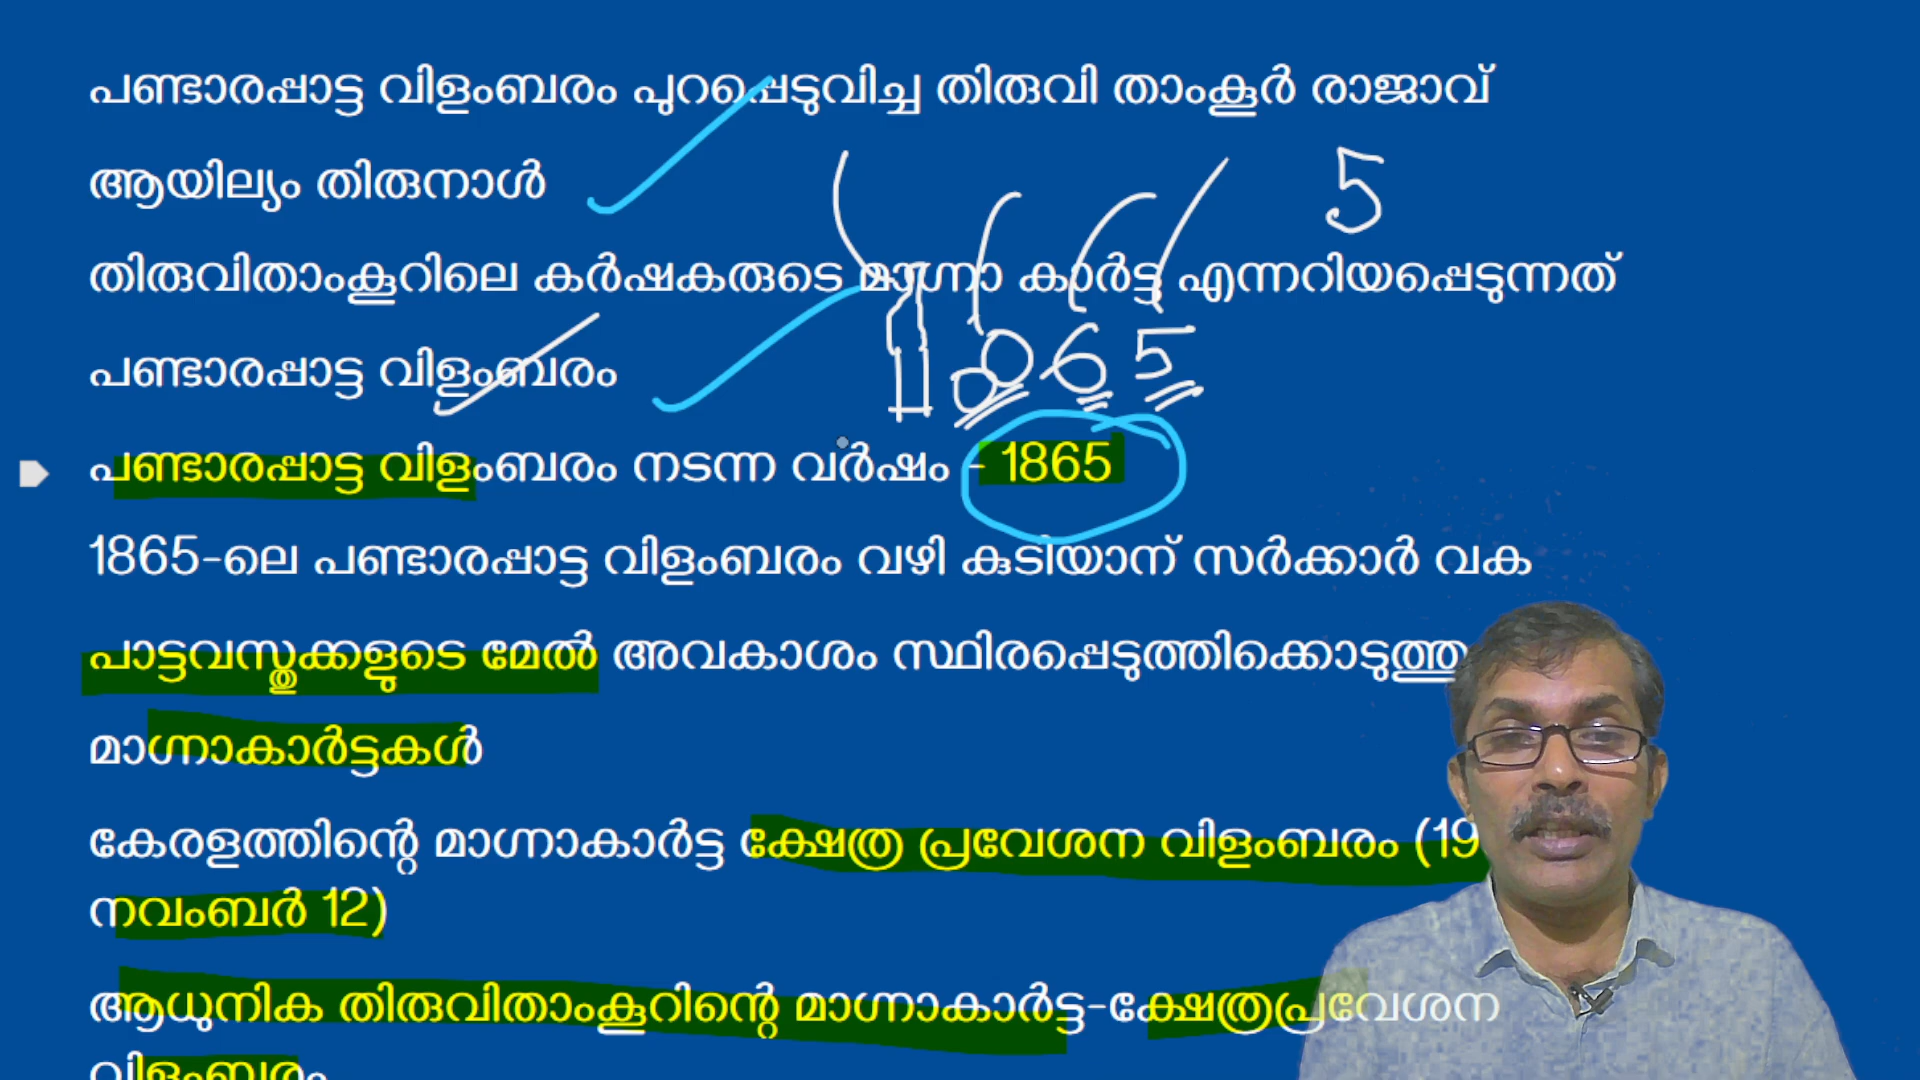 പണ്ടാരപ്പാട്ട വിളംബരം പുറപ്പെടുവിച്ച തിരുവി താംകൂർ രാജാവ്
ആയില്യം തിരുനാൾ
5
തിരുവിതാംകൂറിലെ കർഷകരുടെ മാഗ്നാ കാർട്ട എന്നറിയപ്പെടുന്നത്
പണ്ടാരപ്പാട്ട വിളംബരം
65
പണ്ടാരപ്പാട്ട വിളംബരം നടന്ന വർഷം - 1865
1865-ലെ പണ്ടാരപ്പാട്ട വിളംബരം വഴി കുടിയാന് സർക്കാർ വക
പാട്ടവസ്തുക്കളുടെ മേൽ അവകാശം സ്ഥിരപ്പെടുത്തിക്കൊടുത്തു
മാഗ്നാകാർട്ടകൾ
കേരളത്തിന്റെ മാഗ്നാകാർട്ട ക്ഷേത്ര പ്രവേശന വിളംബരം (19
നവംബർ 12)
ആധുനിക തിരുവിതാംകൂറിന്റെ മാഗ്നാകാർട്ട-ക്ഷേത്രപ്രവേശന
വിളംബരം